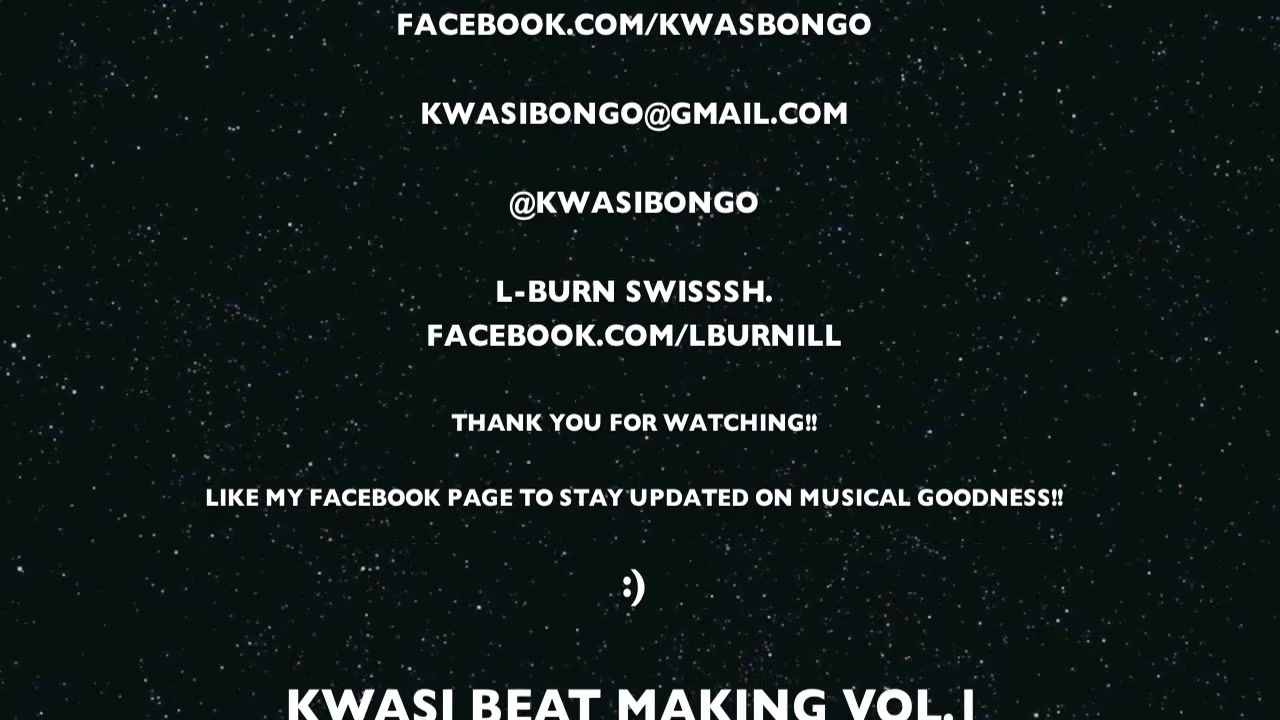 FACEBOOK.COM/KWASBONGO
KWASIBONGO@GMAIL.COM
@KWASIBONGO
L-BURN SWISSSH.
FACEBOOK.COM/LBURNILL
THANK YOU FOR WATCHING!!
LIKE MY FACEBOOK PAGE TO STAY UPDATED ON MUSICAL GOODNESS!!
:)
KWASI BEAT MAKING VOL.1